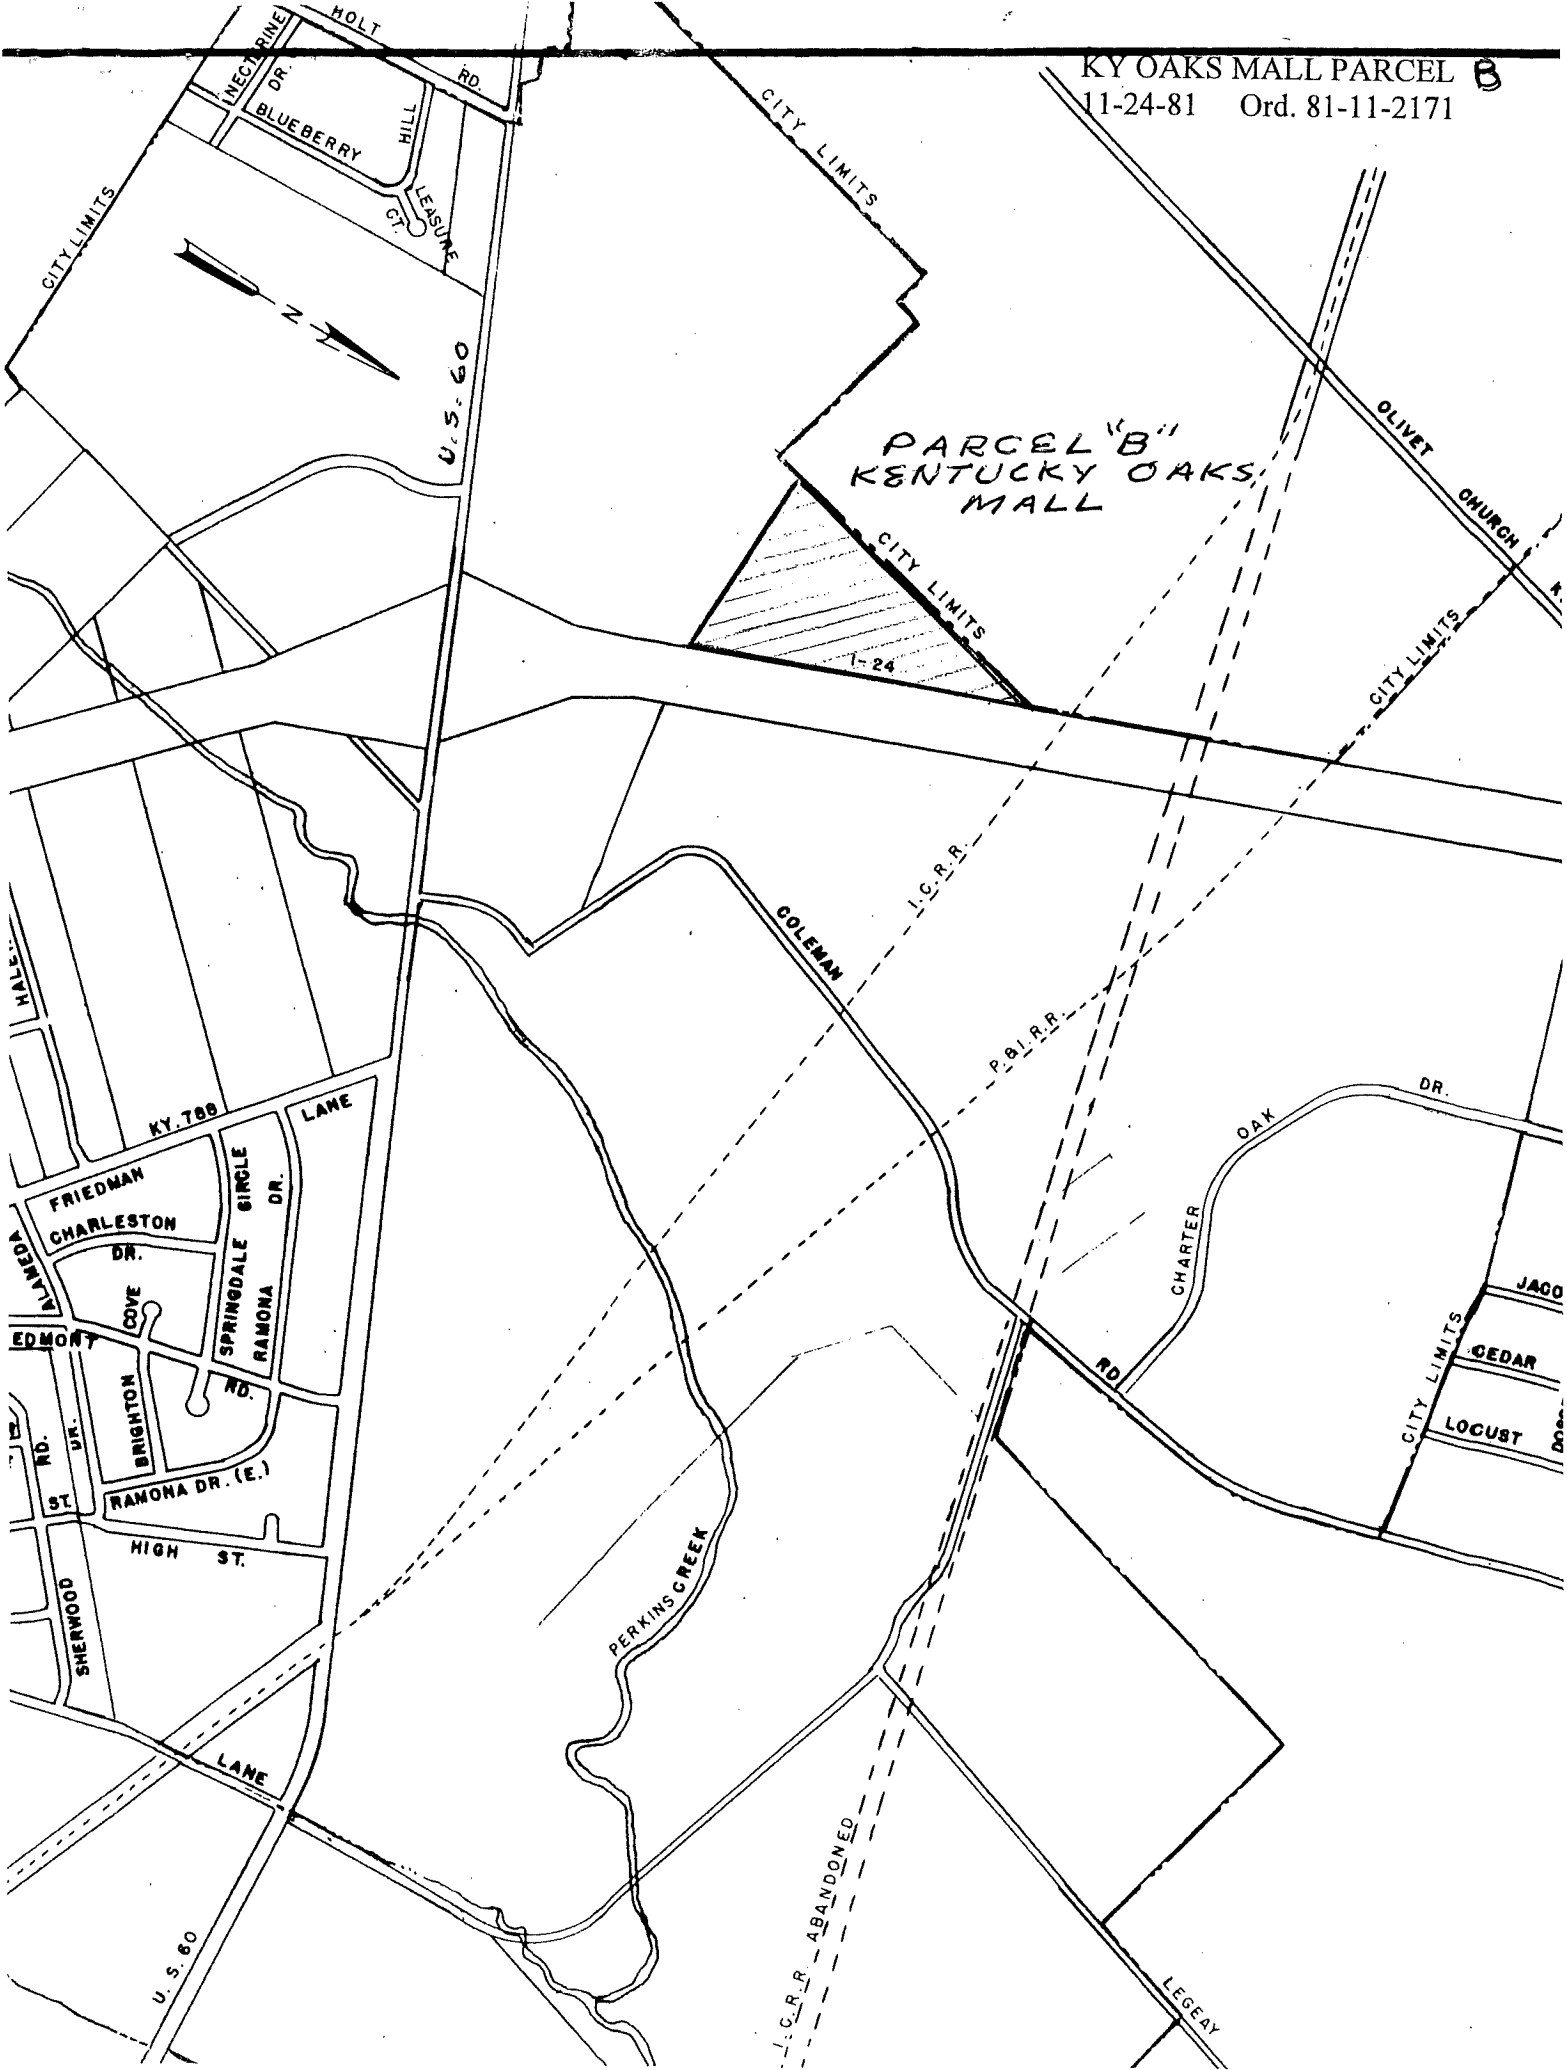 KY OAKS MALL PARCEL B
11-24-81 Ord. 81-11-2171
HOLT
RD.
NECTERINE
DR.
BLUEBERRY
HILL
LEASURE
CT.
CITY LIMITS
CITY LIMITS
N
U.S. 60
PARCEL "B"
KENTUCKY OAKS
MALL
OLIVET
CHURCH
CITY LIMITS
CITY LIMITS
I-24
I.C.R.R.
COLEMAN
P.&I.R.R.
KY. 788
LANE
FRIEDMAN
CHARLESTON
DR.
CIRCLE
DR.
SPRINGDALE
RAMONA
ALAMEDA
COVE
EDMONT
BRIGHTON
RD.
RD.
DR.
ST.
RAMONA DR. (E.)
HIGH ST.
SHERWOOD
LANE
U.S. 60
PERKINS CREEK
OAK
DR.
CHARTER
RD
JACO
CITY LIMITS
CEDAR
LOCUST
I.C.R.R. ABANDONED
LEGEAY